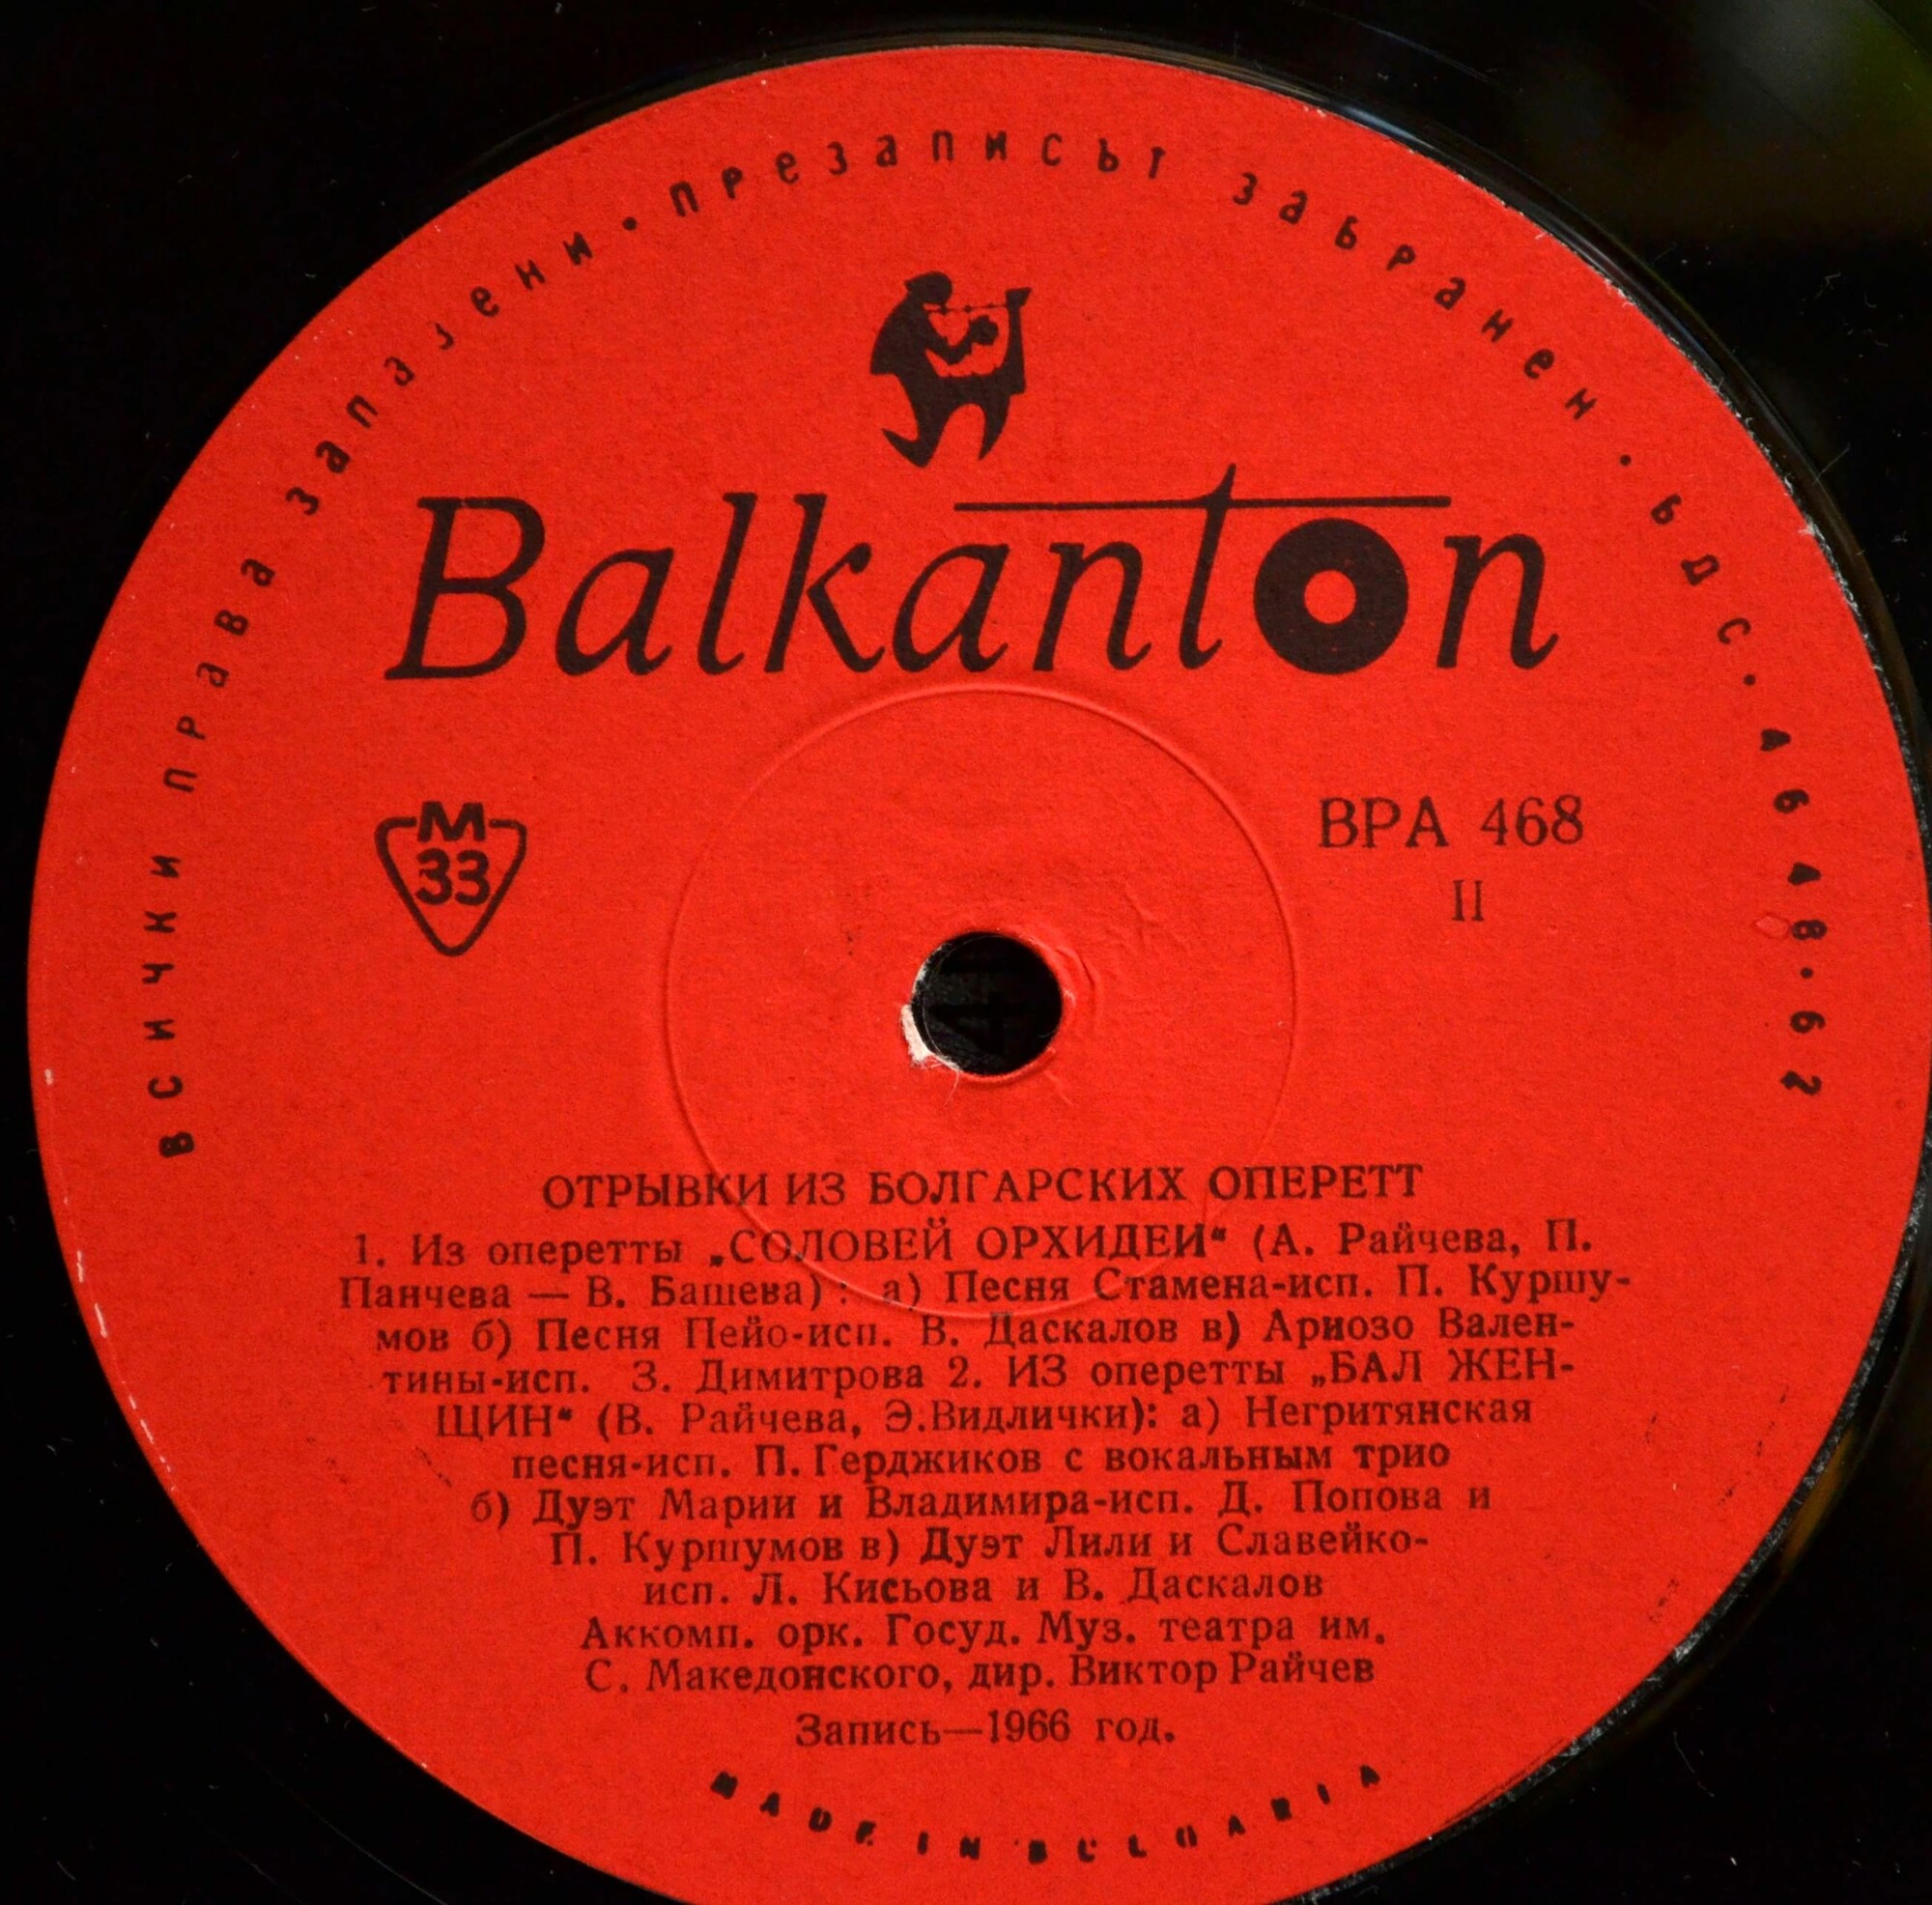 всички права запазени · презаписът забранен · бдс · 4648 · 62
Balkanton
М
33
ВРА 468
II
ОТРЫВКИ ИЗ БОЛГАРСКИХ ОПЕРЕТТ
1. Из оперетты „СОЛОВЕЙ ОРХИДЕИ“ (А. Райчева, П.
Панчева — В. Башева) : а) Песня Стамена-исп. П. Куршу-
мов б) Песня Пейо-исп. В. Даскалов в) Ариозо Вален-
тины-исп. З. Димитрова 2. ИЗ оперетты „БАЛ ЖЕН-
ЩИН“ (В. Райчева, Э.Видлички): а) Негритянская
песня-исп. П. Герджиков с вокальным трио
б) Дуэт Марии и Владимира-исп. Д. Попова и
П. Куршумов в) Дуэт Лили и Славейко-
исп. Л. Кисьова и В. Даскалов
Аккомп. орк. Госуд. Муз. театра им.
С. Македонского, дир. Виктор Райчев
Запись—1966 год.
MADE IN BULGARIA